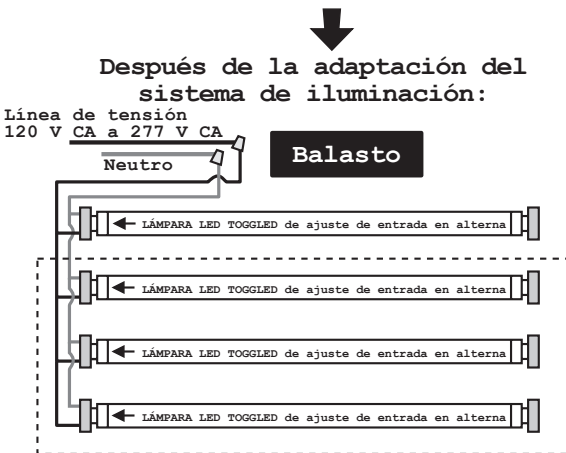 Después de la adaptación del
sistema de iluminación:
Línea de tensión
120 V CA a 277 V CA
Neutro
Balasto
LÁMPARA LED TOGGLED de ajuste de entrada en alterna
LÁMPARA LED TOGGLED de ajuste de entrada en alterna
LÁMPARA LED TOGGLED de ajuste de entrada en alterna
LÁMPARA LED TOGGLED de ajuste de entrada en alterna